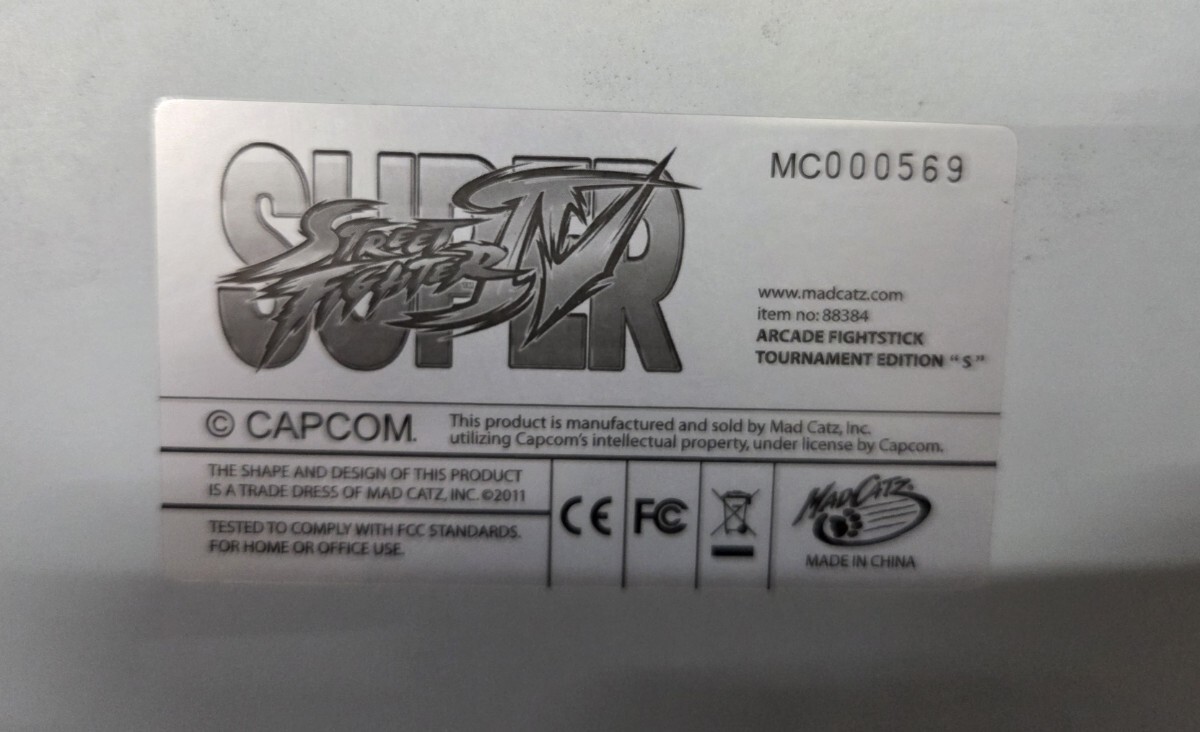 SUPER
STREET
FIGHTER IV
MC000569
www.madcatz.com
item no: 88384
ARCADE FIGHTSTICK
TOURNAMENT EDITION “S”
© CAPCOM.
This product is manufactured and sold by Mad Catz, Inc.
utilizing Capcom's intellectual property, under license by Capcom.
THE SHAPE AND DESIGN OF THIS PRODUCT
IS A TRADE DRESS OF MAD CATZ, INC. ©2011
TESTED TO COMPLY WITH FCC STANDARDS.
FOR HOME OR OFFICE USE.
CE
FC
MAD CATZ
MADE IN CHINA